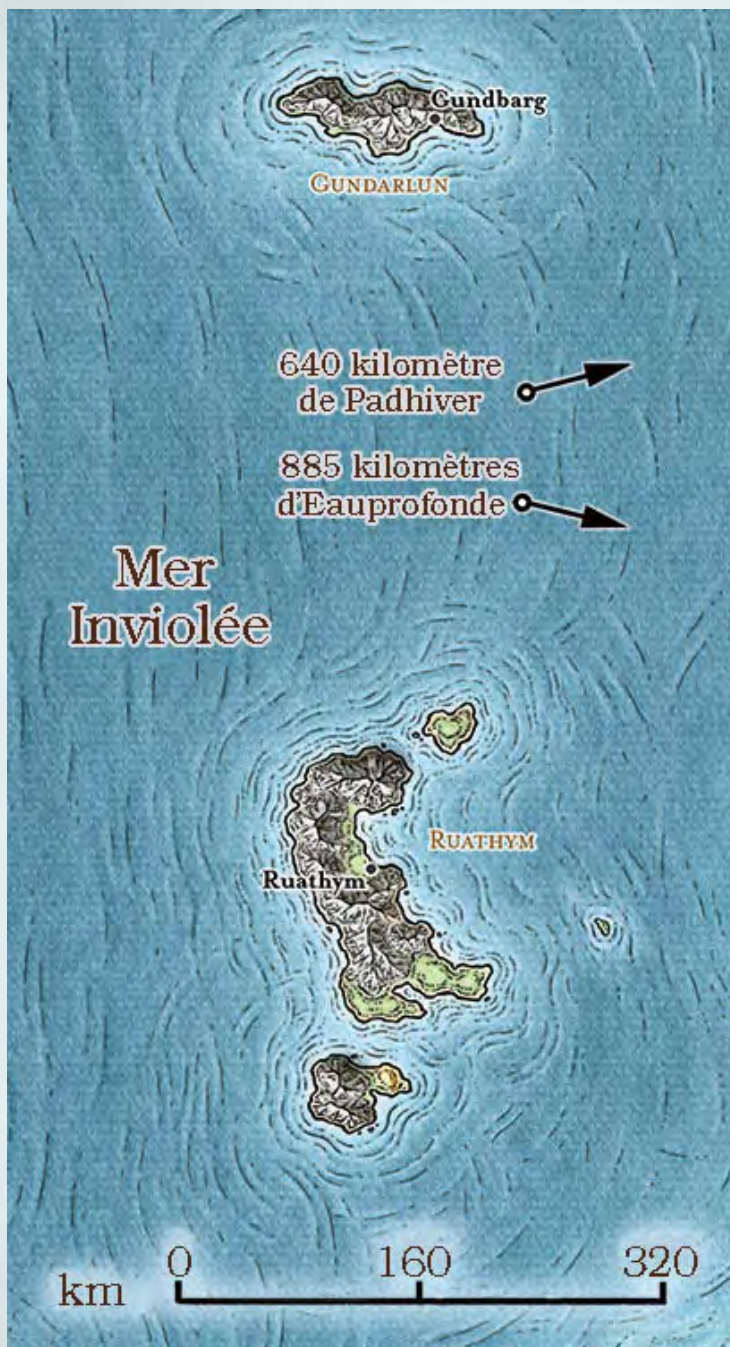 Gundbarg
GUNDARLUN
640 kilomètre
de Padhiver
885 kilomètres
d'Eauprofonde
Mer
Inviolée
RUATHYM
Ruathym
0 160 320
km